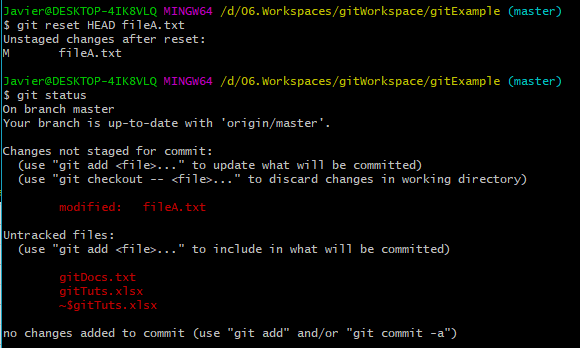 Javier@DESKTOP-4IK8VLQ MINGW64 /d/06.Workspaces/gitWorkspace/gitExample (master)
$ git reset HEAD fileA.txt
Unstaged changes after reset:
M       fileA.txt
Javier@DESKTOP-4IK8VLQ MINGW64 /d/06.Workspaces/gitWorkspace/gitExample (master)
$ git status
On branch master
Your branch is up-to-date with 'origin/master'.
Changes not staged for commit:
  (use "git add <file>..." to update what will be committed)
  (use "git checkout -- <file>..." to discard changes in working directory)
        modified:   fileA.txt
Untracked files:
  (use "git add <file>..." to include in what will be committed)
        gitDocs.txt
        gitTuts.xlsx
        ~$gitTuts.xlsx
no changes added to commit (use "git add" and/or "git commit -a")